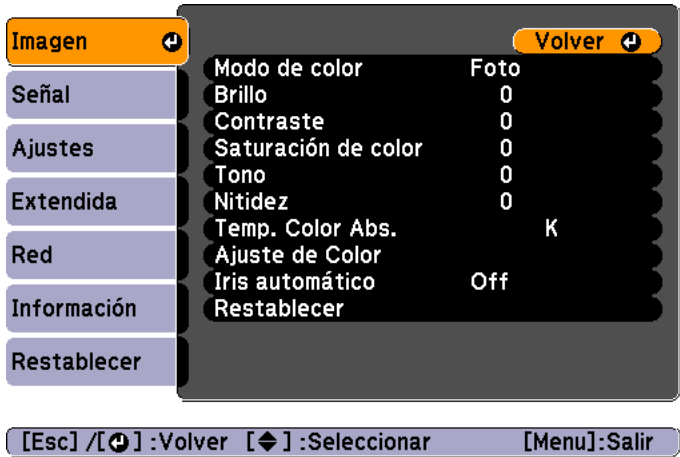 Imagen
Señal
Ajustes
Extendida
Red
Información
Restablecer
Volver
Modo de color Foto
Brillo 0
Contraste 0
Saturación de color 0
Tono 0
Nitidez 0
Temp. Color Abs. K
Ajuste de Color
Iris automático Off
Restablecer
[Esc] /[ ] :Volver [ ] :Seleccionar [Menu]:Salir